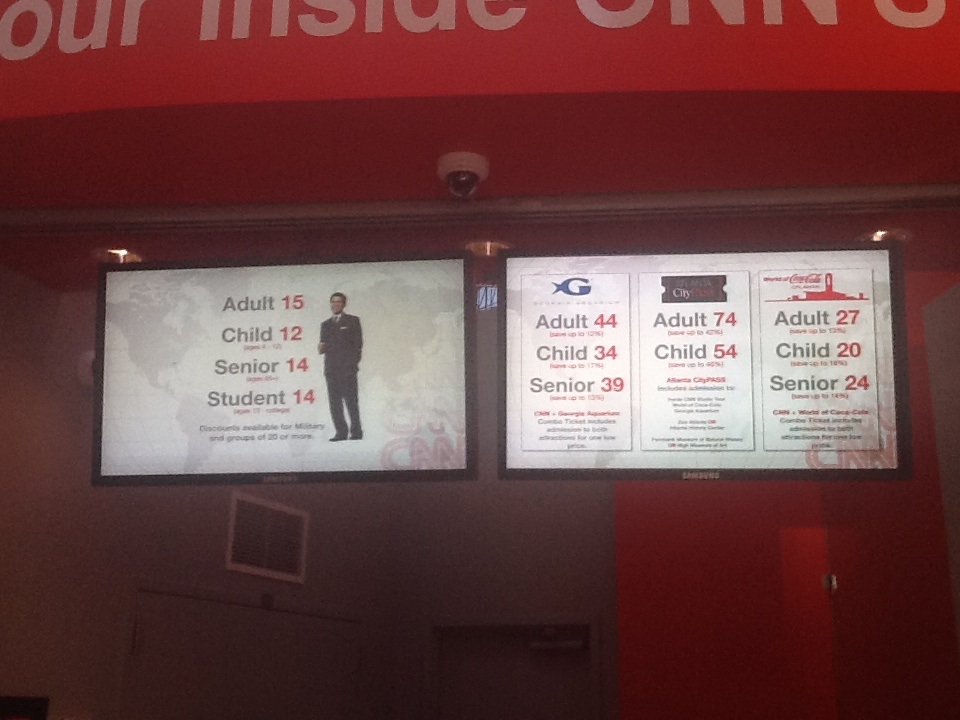 our Inside CNN's
Adult 15
Child 12
(ages 4 - 12)
Senior 14
(ages 65+)
Student 14
(ages 13 - college)
Discounts available for Military
and groups of 20 or more.
SAMSUNG
G
GEORGIA AQUARIUM
Adult 44
(save up to 12%)
Child 34
(save up to 17%)
Senior 39
(save up to 13%)
CNN + Georgia Aquarium
Combo Ticket includes
admission to both
attractions for one low
price.
ATLANTA
CityPASS
Adult 74
(save up to 42%)
Child 54
(save up to 46%)
Atlanta CityPASS
includes admission to:
Inside CNN Studio Tour
World of Coca-Cola
Georgia Aquarium
Zoo Atlanta OR
Atlanta History Center
Fernbank Museum of Natural History
OR High Museum of Art
World of Coca-Cola
ATLANTA
Adult 27
(save up to 13%)
Child 20
Senior 24
(save up to 14%)
CNN + World of Coca-Cola
Combo Ticket includes
admission to both
attractions for one low
price.
CNN
SAMSUNG